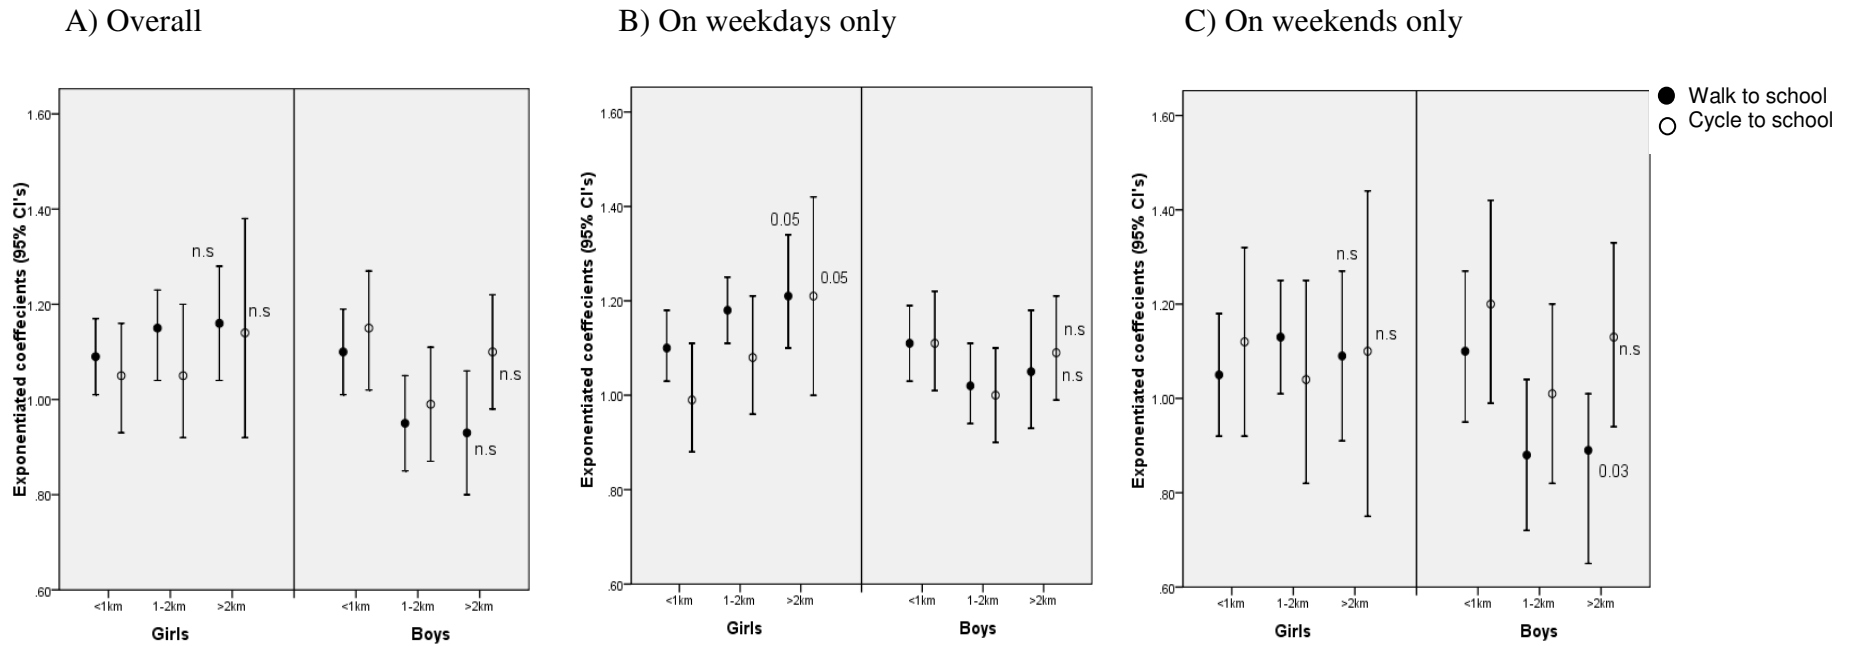 A) Overall
B) On weekdays only
C) On weekends only
Walk to school
Cycle to school
Exponentiated coeffecients (95% CI's)
1.60
1.40
1.20
1.00
.80
.60
n.s
n.s
n.s
n.s
<1km
1-2km
>2km
<1km
1-2km
>2km
Girls
Boys
Exponentiated coeffecients (95% CI's)
1.60
1.40
1.20
1.00
.80
.60
0.05
0.05
n.s
n.s
<1km
1-2km
>2km
<1km
1-2km
>2km
Girls
Boys
Exponentiated coeffecients (95% CI's)
1.60
1.40
1.20
1.00
.80
.60
n.s
n.s
n.s
0.03
<1km
1-2km
>2km
<1km
1-2km
>2km
Girls
Boys